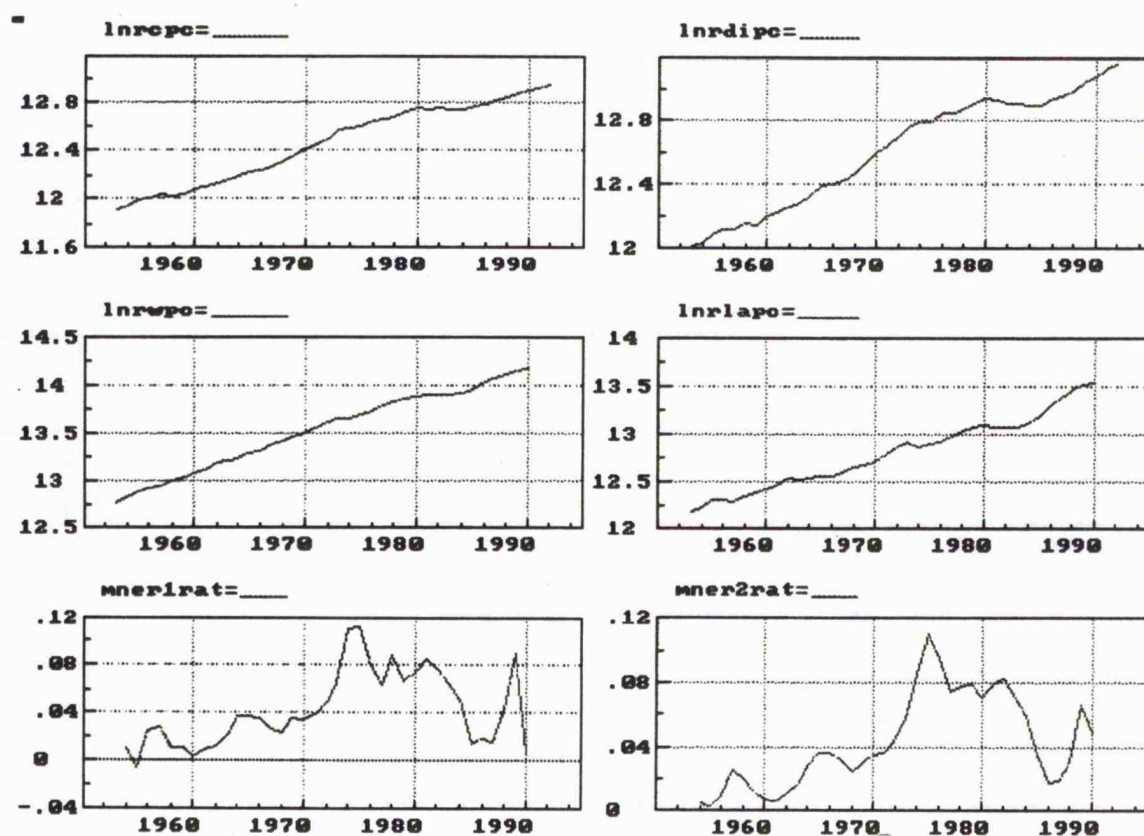 lnrcpc=______ lnrdipc=_____
12.8
12.4
12
11.6
1960 1970 1980 1990
12.8
12.4
12
1960 1970 1980 1990
lnrwpc=______ lnrlapc=_____
14.5
14
13.5
13
12.5
1960 1970 1980 1990
14
13.5
13
12.5
12
1960 1970 1980 1990
mner1rat=____ mner2rat=____
.12
.08
.04
0
-.04
1960 1970 1980 1990
.12
.08
.04
0
1960 1970 1980 1990